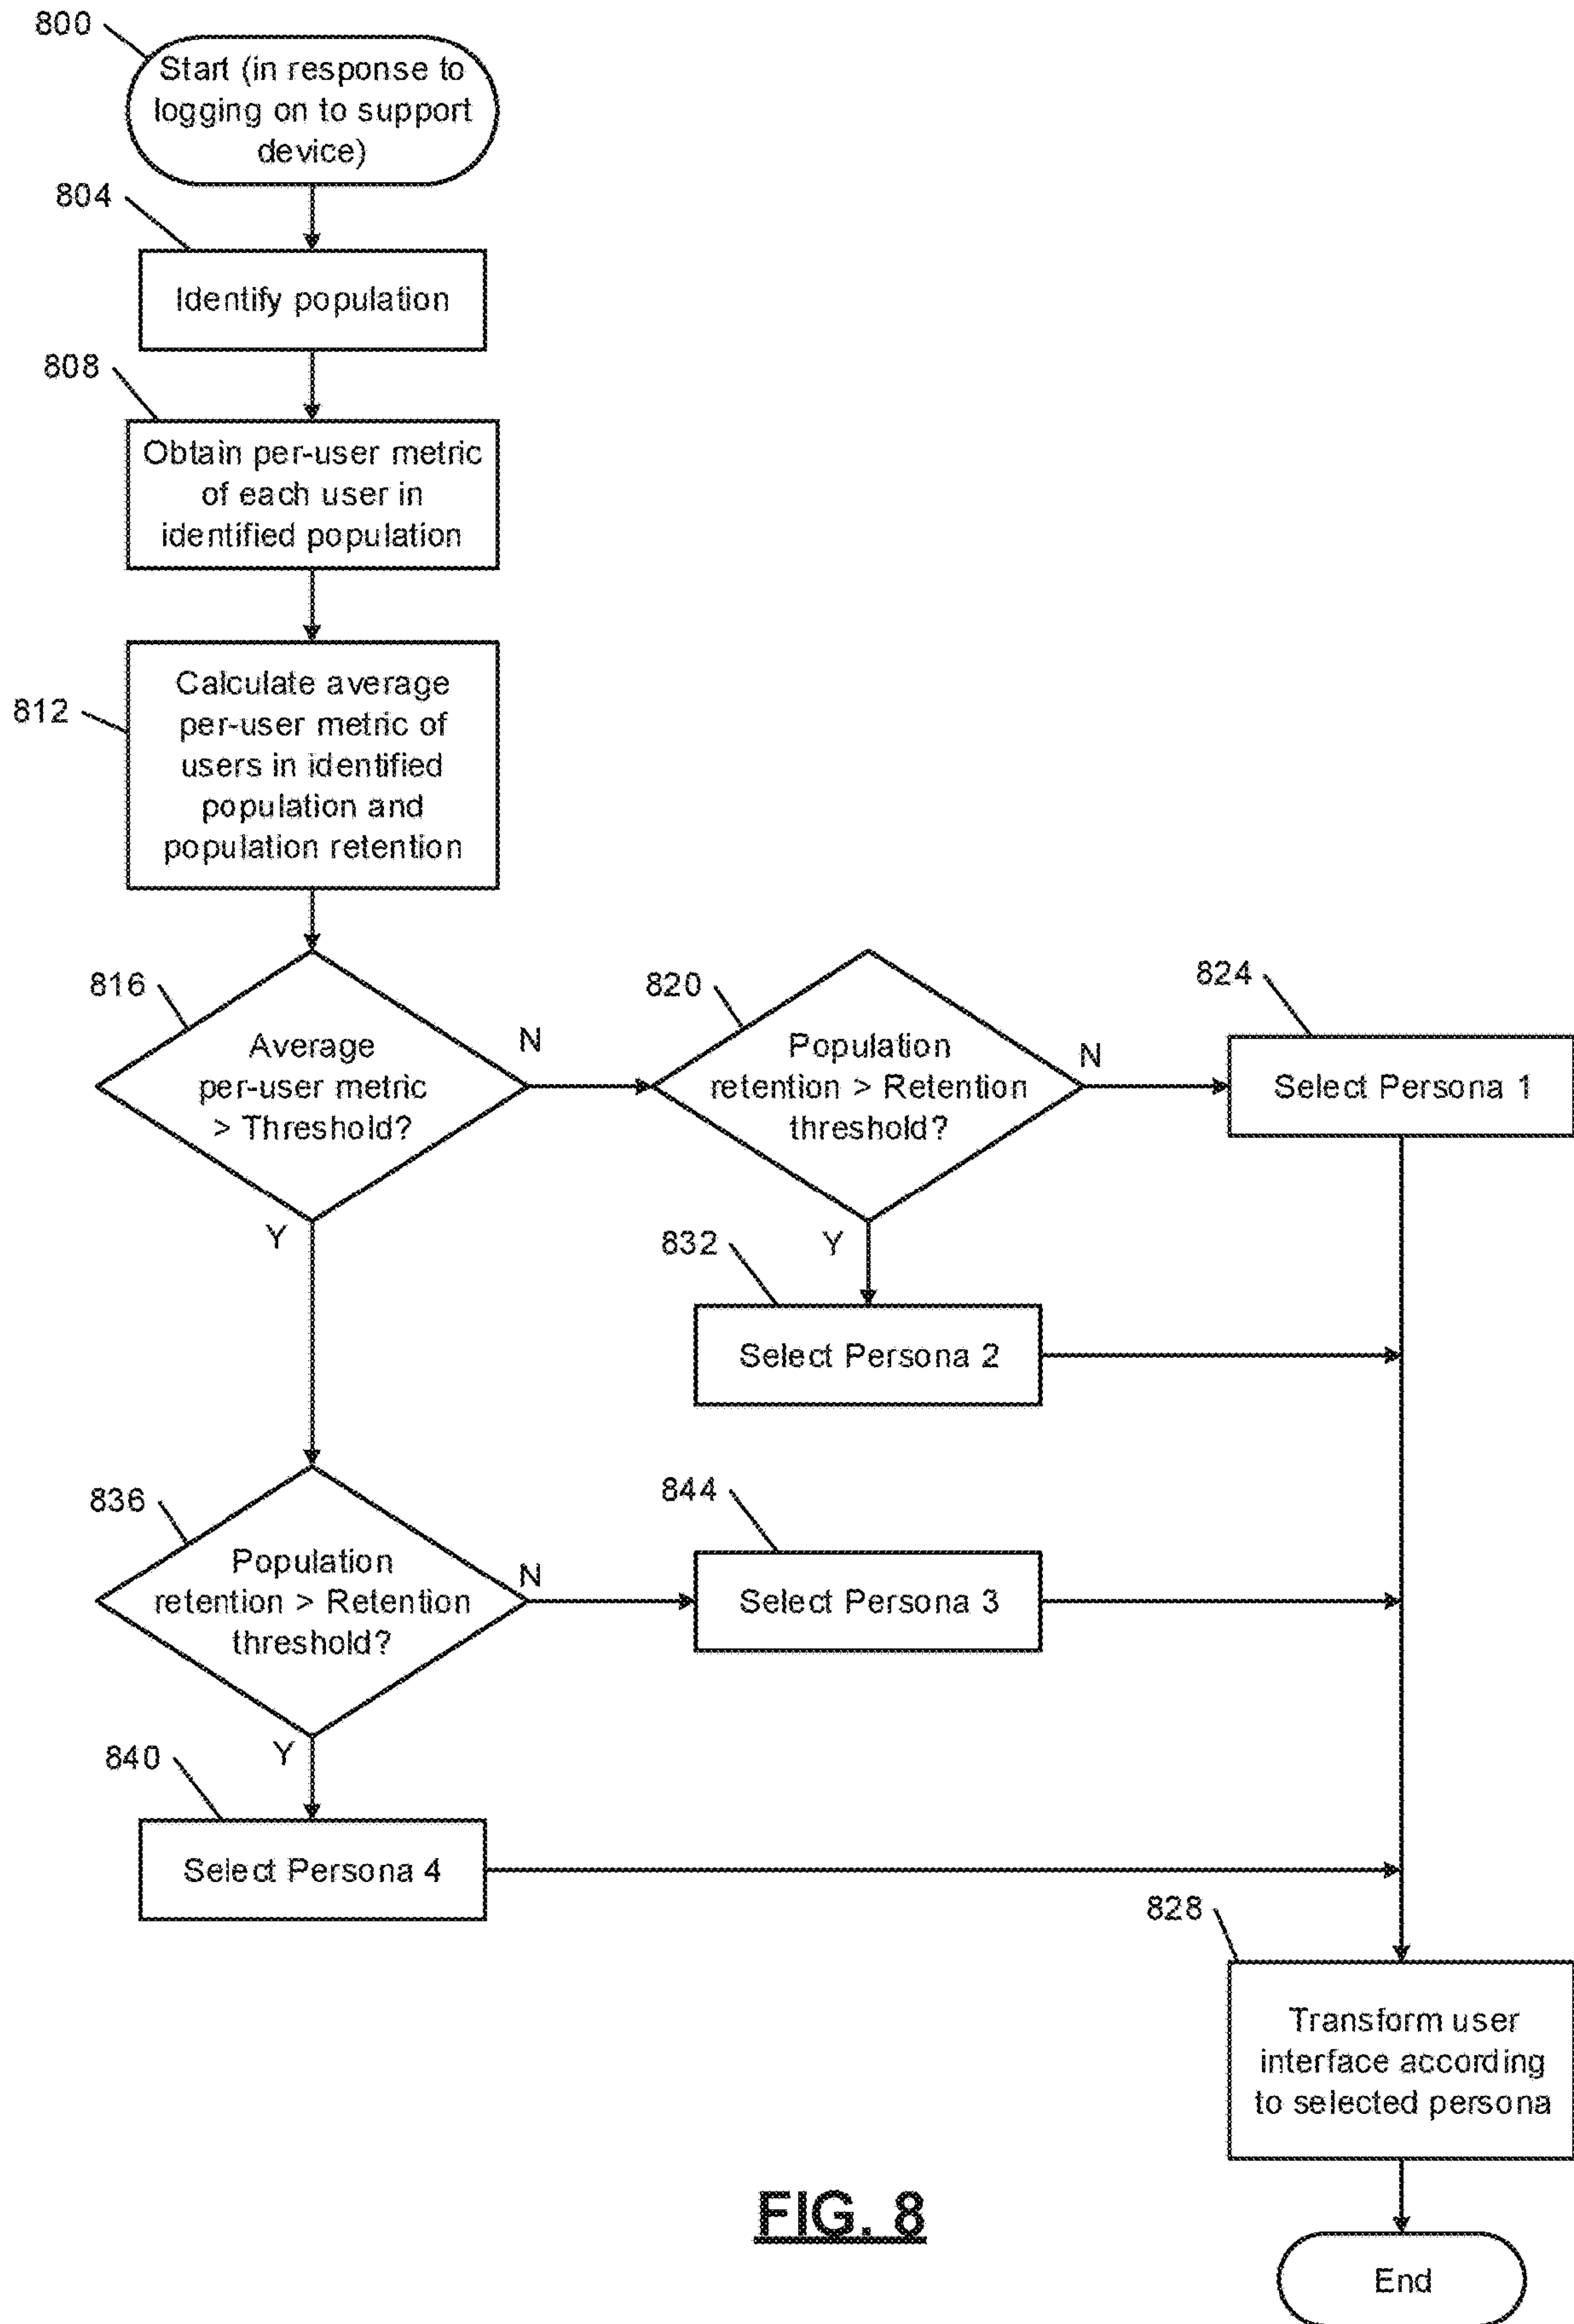 800
Start (in response to
logging on to support
device)
804
Identify population
808
Obtain per-user metric
of each user in
identified population
812
Calculate average
per-user metric of
users in identified
population and
population retention
816
Average
per-user metric
> Threshold?
N
Y
820
Population
retention > Retention
threshold?
N
Y
824
Select Persona 1
832
Select Persona 2
836
Population
retention > Retention
threshold?
N
Y
844
Select Persona 3
840
Select Persona 4
828
Transform user
interface according
to selected persona
End
FIG. 8